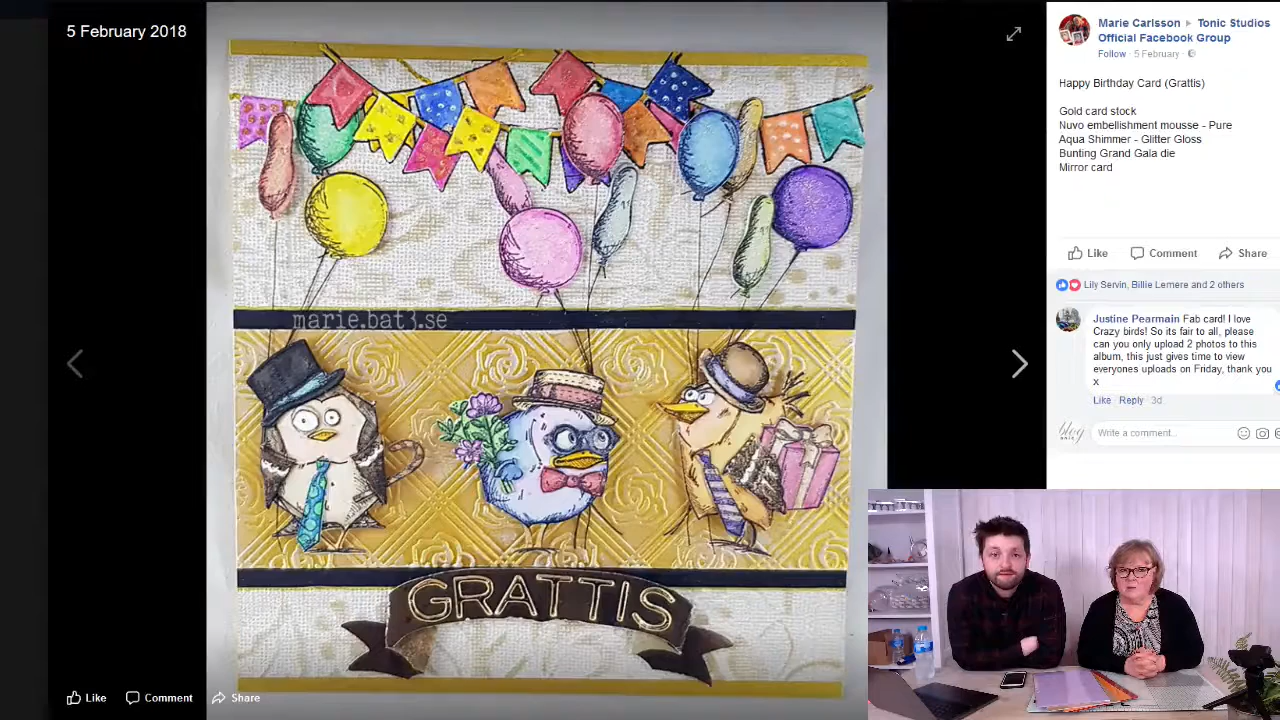 5 February 2018
marie.bat3.se
GRATTIS
Like Comment Share
Marie Carlsson ▸ Tonic Studios
Official Facebook Group
Follow · 5 February ·
Happy Birthday Card (Grattis)
Gold card stock
Nuvo embellishment mousse - Pure
Aqua Shimmer - Glitter Gloss
Bunting Grand Gala die
Mirror card
Like Comment Share
Lily Servin, Billie Lemere and 2 others
Justine Pearmain Fab card! I love
Crazy birds! So its fair to all, please
can you only upload 2 photos to this
album, this just gives time to view
everyones uploads on Friday, thank you
x
Like · Reply · 3d
blog
Write a comment...